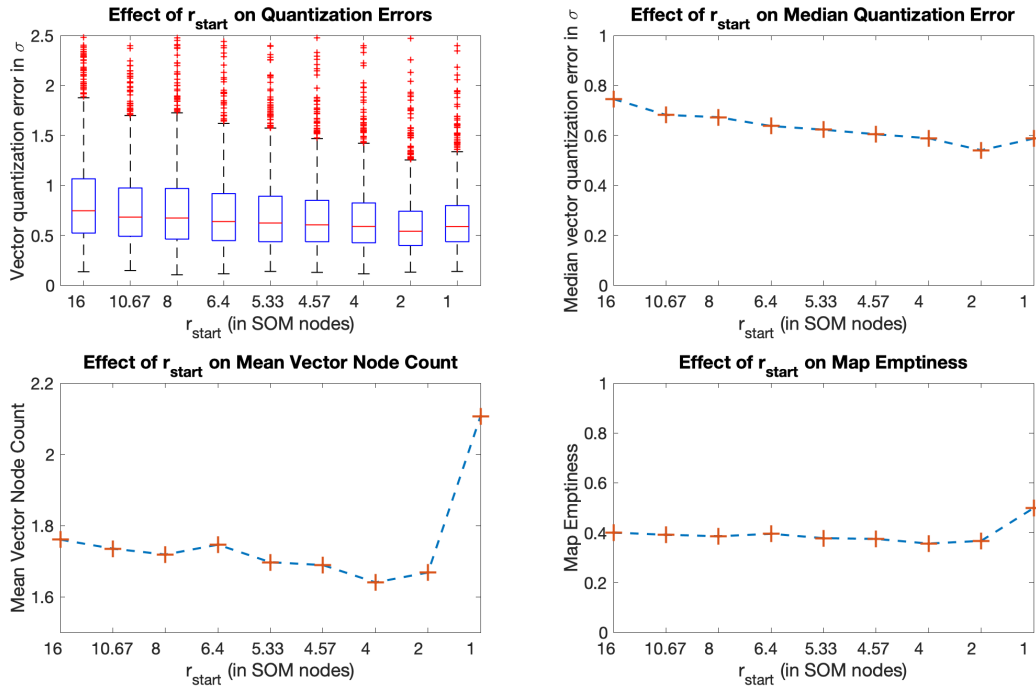 Effect of r_start on Quantization Errors
Vector quantization error in σ
2.5
2
1.5
1
0.5
0
16 10.67 8 6.4 5.33 4.57 4 2 1
r_start (in SOM nodes)
Effect of r_start on Median Quantization Error
Median vector quantization error in σ
1
0.8
0.6
0.4
0.2
0
16 10.67 8 6.4 5.33 4.57 4 2 1
r_start (in SOM nodes)
Effect of r_start on Mean Vector Node Count
Mean Vector Node Count
2.2
2
1.8
1.6
16 10.67 8 6.4 5.33 4.57 4 2 1
r_start (in SOM nodes)
Effect of r_start on Map Emptiness
Map Emptiness
1
0.8
0.6
0.4
0.2
0
16 10.67 8 6.4 5.33 4.57 4 2 1
r_start (in SOM nodes)